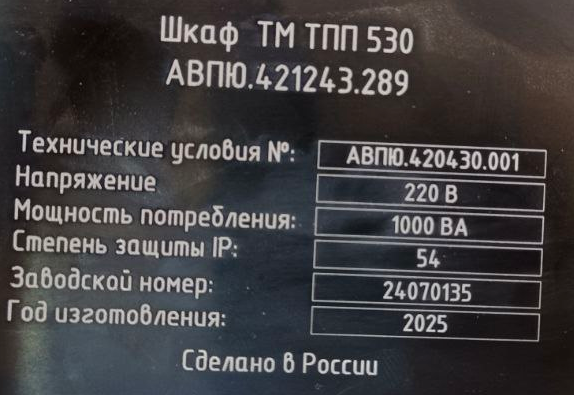 Шкаф ТМ ТПП 530
АВПЮ.421243.289
Технические условия №: АВПЮ.420430.001
Напряжение 220 В
Мощность потребления: 1000 ВА
Степень защиты IP: 54
Заводской номер: 24070135
Год изготовления: 2025
Сделано в России